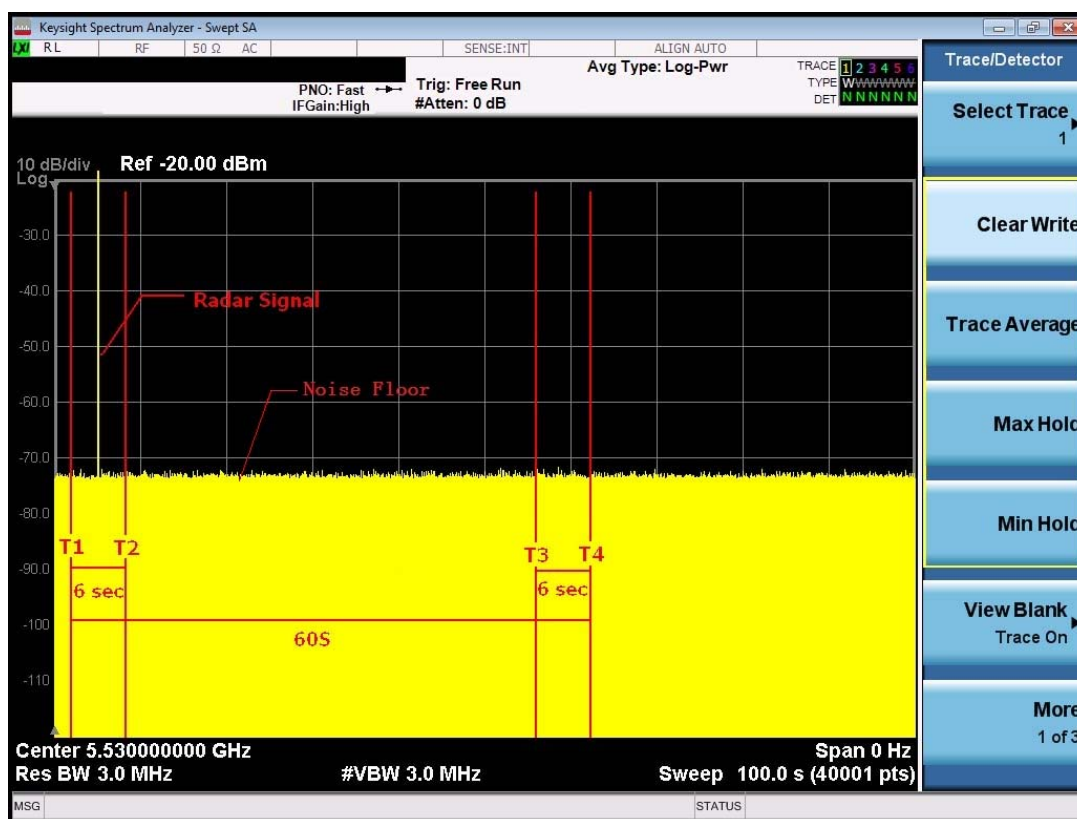 Keysight Spectrum Analyzer - Swept SA
LXI RL RF 50 Ω AC SENSE:INT ALIGN AUTO
Avg Type: Log-Pwr
TRACE 1 2 3 4 5 6
TYPE WWWWWW
DET N N N N N N
PNO: Fast
IFGain:High
Trig: Free Run
#Atten: 0 dB
Trace/Detector
Select Trace
1
Clear Write
Trace Average
Max Hold
Min Hold
View Blank
Trace On
More
1 of 3
10 dB/div
Log
Ref -20.00 dBm
-30.0
-40.0
-50.0
-60.0
-70.0
-80.0
-90.0
-100
-110
Radar Signal
Noise Floor
T1 T2 T3 T4
6 sec 6 sec
60S
Center 5.530000000 GHz Span 0 Hz
Res BW 3.0 MHz #VBW 3.0 MHz Sweep 100.0 s (40001 pts)
MSG STATUS